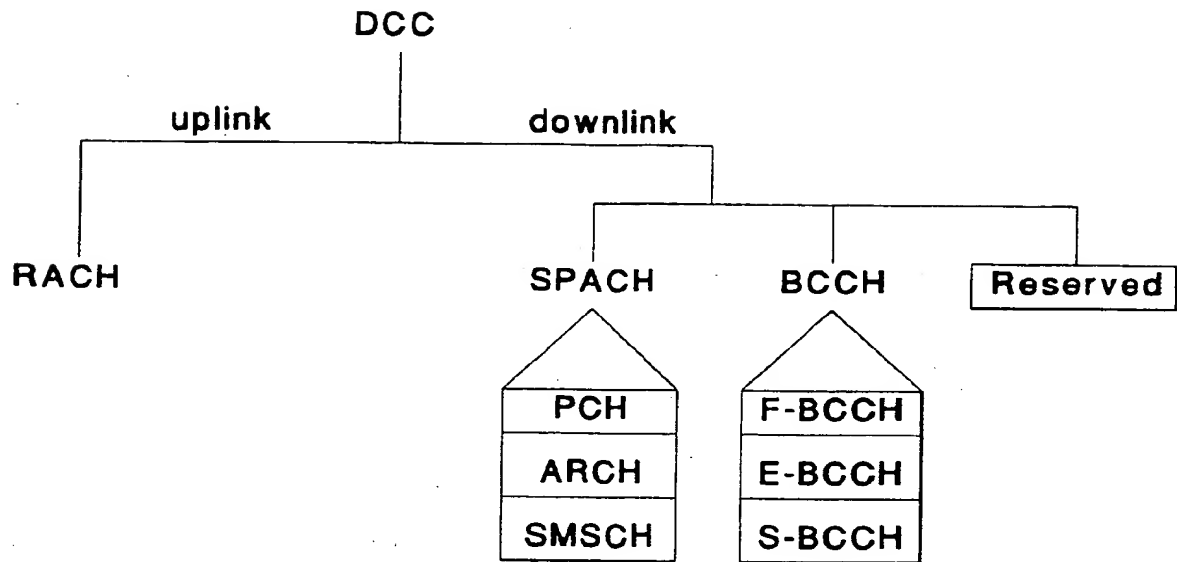 DCC
uplink
downlink
RACH
SPACH
BCCH
Reserved
PCH
ARCH
SMSCH
F-BCCH
E-BCCH
S-BCCH